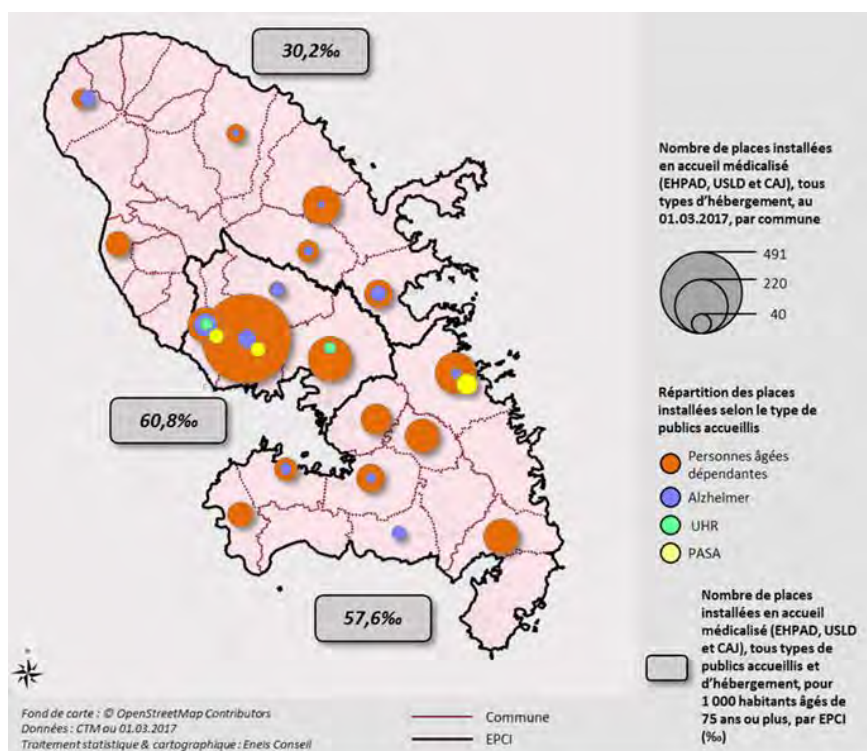 30,2‰
60,8‰
57,6‰
Nombre de places installées
en accueil médicalisé
(EHPAD, USLD et CAJ), tous
types d'hébergement, au
01.03.2017, par commune
491
220
40
Répartition des places
installées selon le type de
publics accueillis
Personnes âgées
dépendantes
Alzheimer
UHR
PASA
Nombre de places
installées en accueil
médicalisé (EHPAD, USLD
et CAJ), tous types de
publics accueillis et
d'hébergement, pour
1 000 habitants âgés de
75 ans ou plus, par EPCI
(‰)
Fond de carte : © OpenStreetMap Contributors
Données : CTM au 01.03.2017
Traitement statistique & cartographique : Eneis Conseil
Commune
EPCI